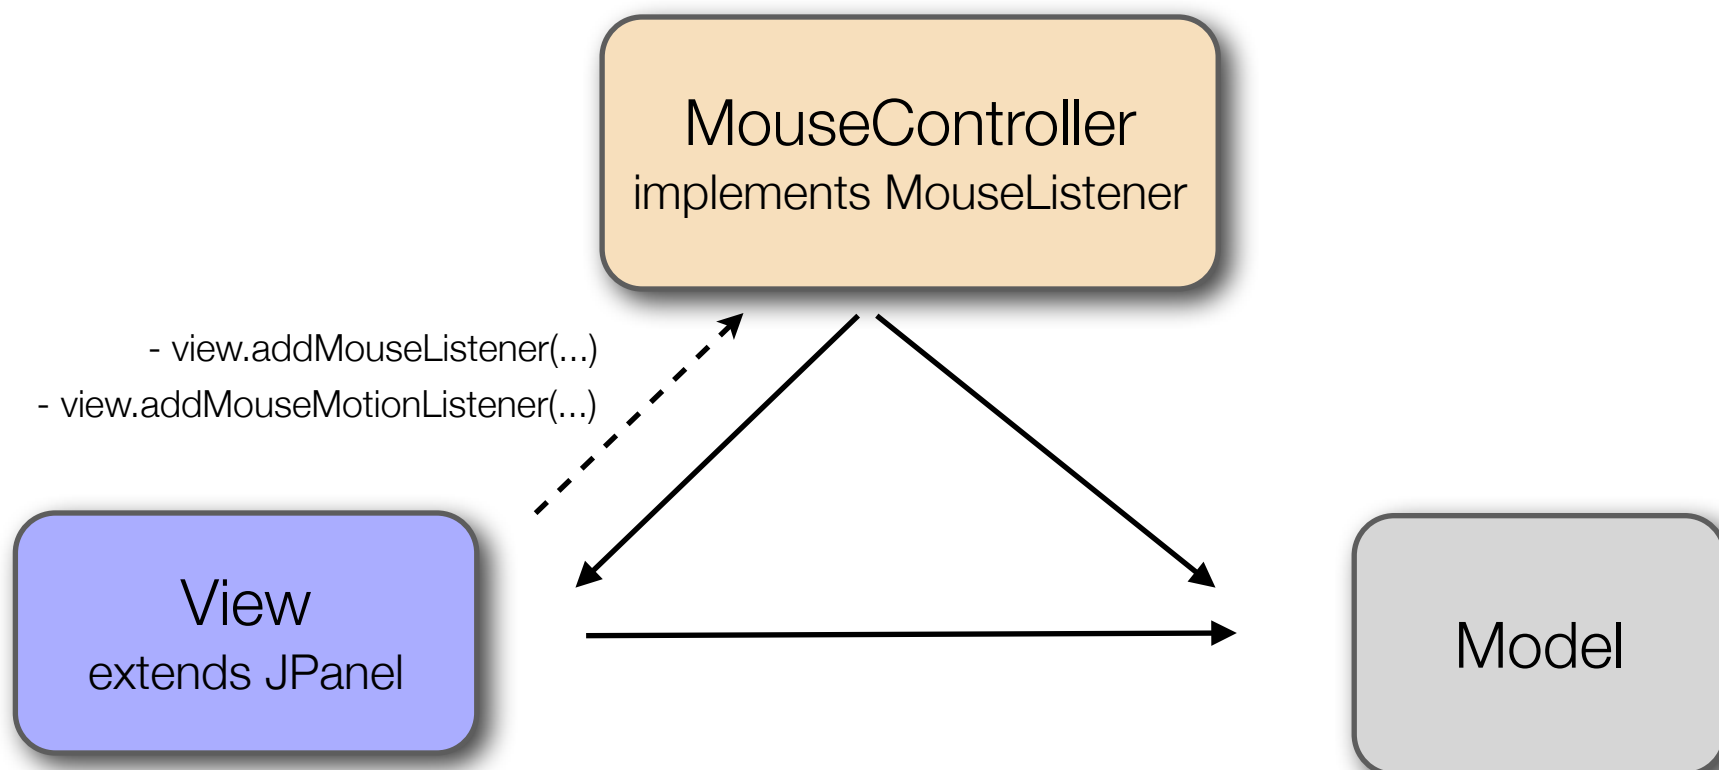 MouseController
implements MouseListener
- view.addMouseListener(...)
- view.addMouseMotionListener(...)
View
extends JPanel
Model